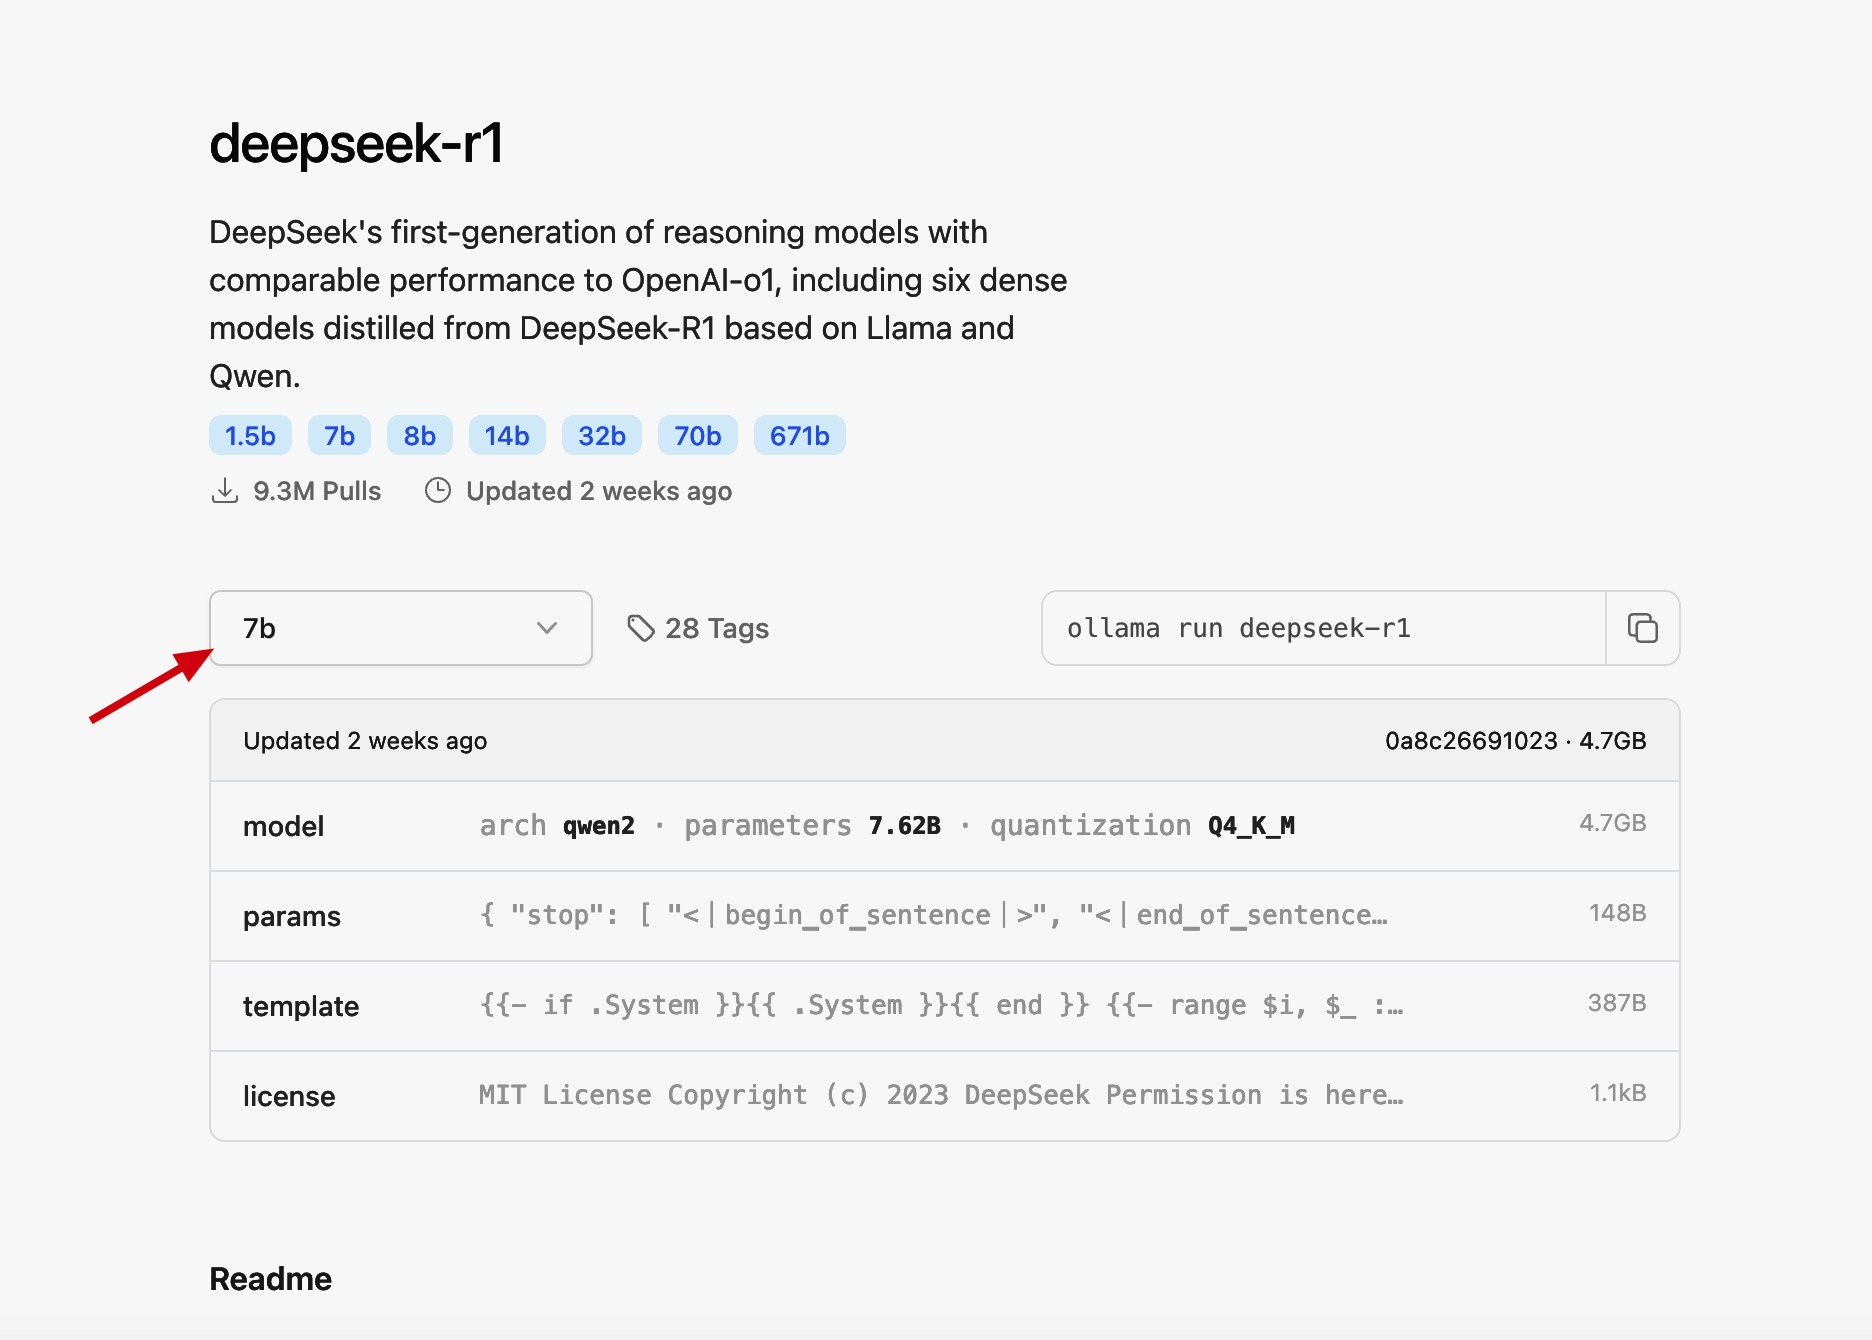 deepseek-r1
DeepSeek's first-generation of reasoning models with
comparable performance to OpenAI-o1, including six dense
models distilled from DeepSeek-R1 based on Llama and
Qwen.
1.5b 7b 8b 14b 32b 70b 671b
9.3M Pulls Updated 2 weeks ago
7b 28 Tags ollama run deepseek-r1
Updated 2 weeks ago 0a8c26691023 · 4.7GB
model arch qwen2 · parameters 7.62B · quantization Q4_K_M 4.7GB
params { "stop": [ "<｜begin_of_sentence｜>", "<｜end_of_sentence… 148B
template {{- if .System }}{{ .System }}{{ end }} {{- range $i, $_ :… 387B
license MIT License Copyright (c) 2023 DeepSeek Permission is here… 1.1kB
Readme